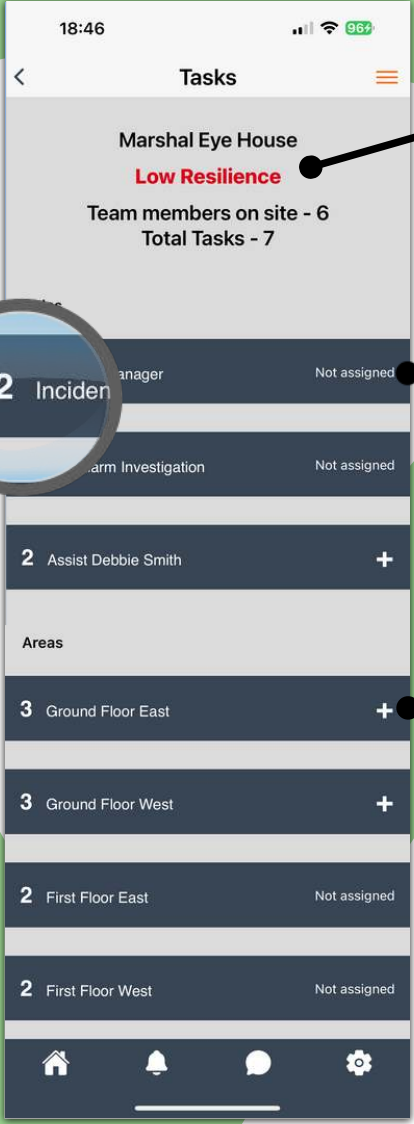 18:46
96
Tasks
Marshal Eye House
Low Resilience
Team members on site - 6
Total Tasks - 7
2 Inciden anager Not assigned
arm Investigation Not assigned
2 Assist Debbie Smith +
Areas
3 Ground Floor East +
3 Ground Floor West +
2 First Floor East Not assigned
2 First Floor West Not assigned